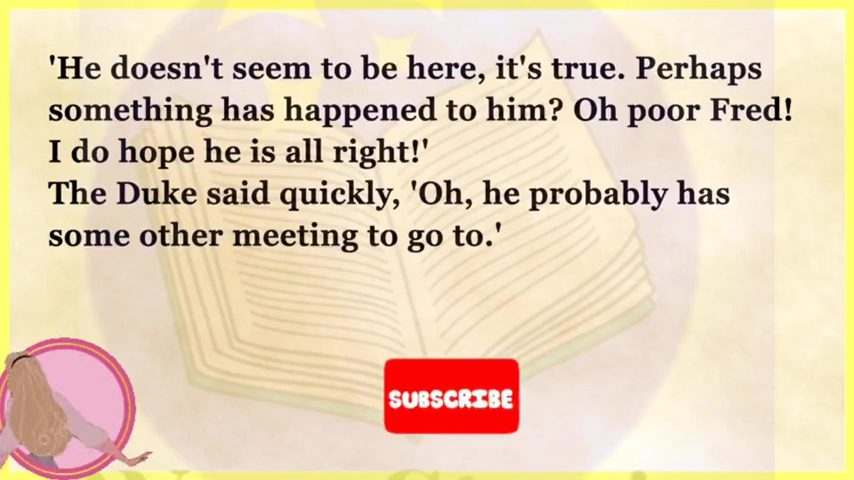 'He doesn't seem to be here, it's true. Perhaps
something has happened to him? Oh poor Fred!
I do hope he is all right!'
The Duke said quickly, 'Oh, he probably has
some other meeting to go to.'
SUBSCRIBE